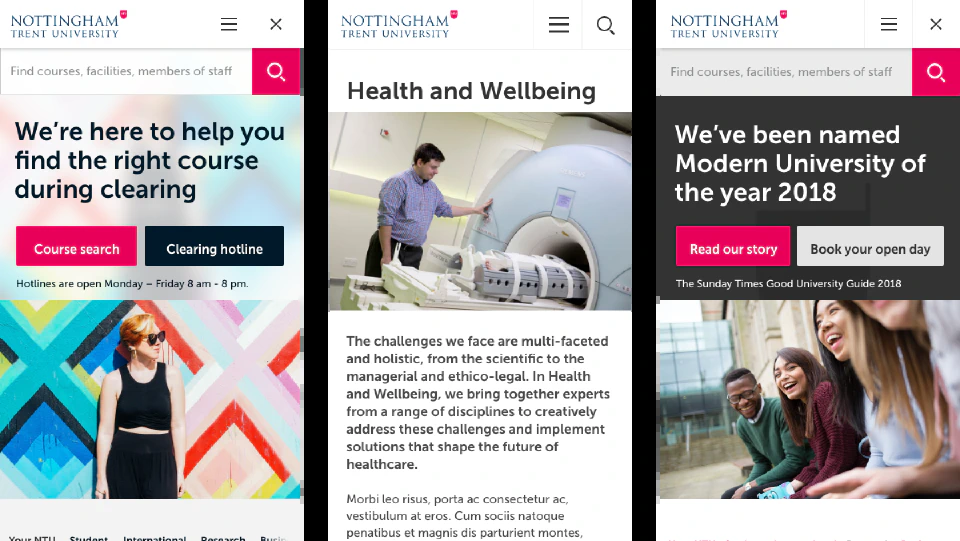 NOTTINGHAM
TRENT UNIVERSITY
Find courses, facilities, members of staff
We’re here to help you
find the right course
during clearing
Course search
Clearing hotline
Hotlines are open Monday – Friday 8 am - 8 pm.
Your NTU Student International Research
NOTTINGHAM
TRENT UNIVERSITY
Health and Wellbeing
The challenges we face are multi-faceted
and holistic, from the scientific to the
managerial and ethico-legal. In Health
and Wellbeing, we bring together experts
from a range of disciplines to creatively
address these challenges and implement
solutions that shape the future of
healthcare.
Morbi leo risus, porta ac consectetur ac,
vestibulum at eros. Cum sociis natoque
penatibus et magnis dis parturient montes,
NOTTINGHAM
TRENT UNIVERSITY
Find courses, facilities, members of staff
We’ve been named
Modern University of
the year 2018
Read our story
Book your open day
The Sunday Times Good University Guide 2018